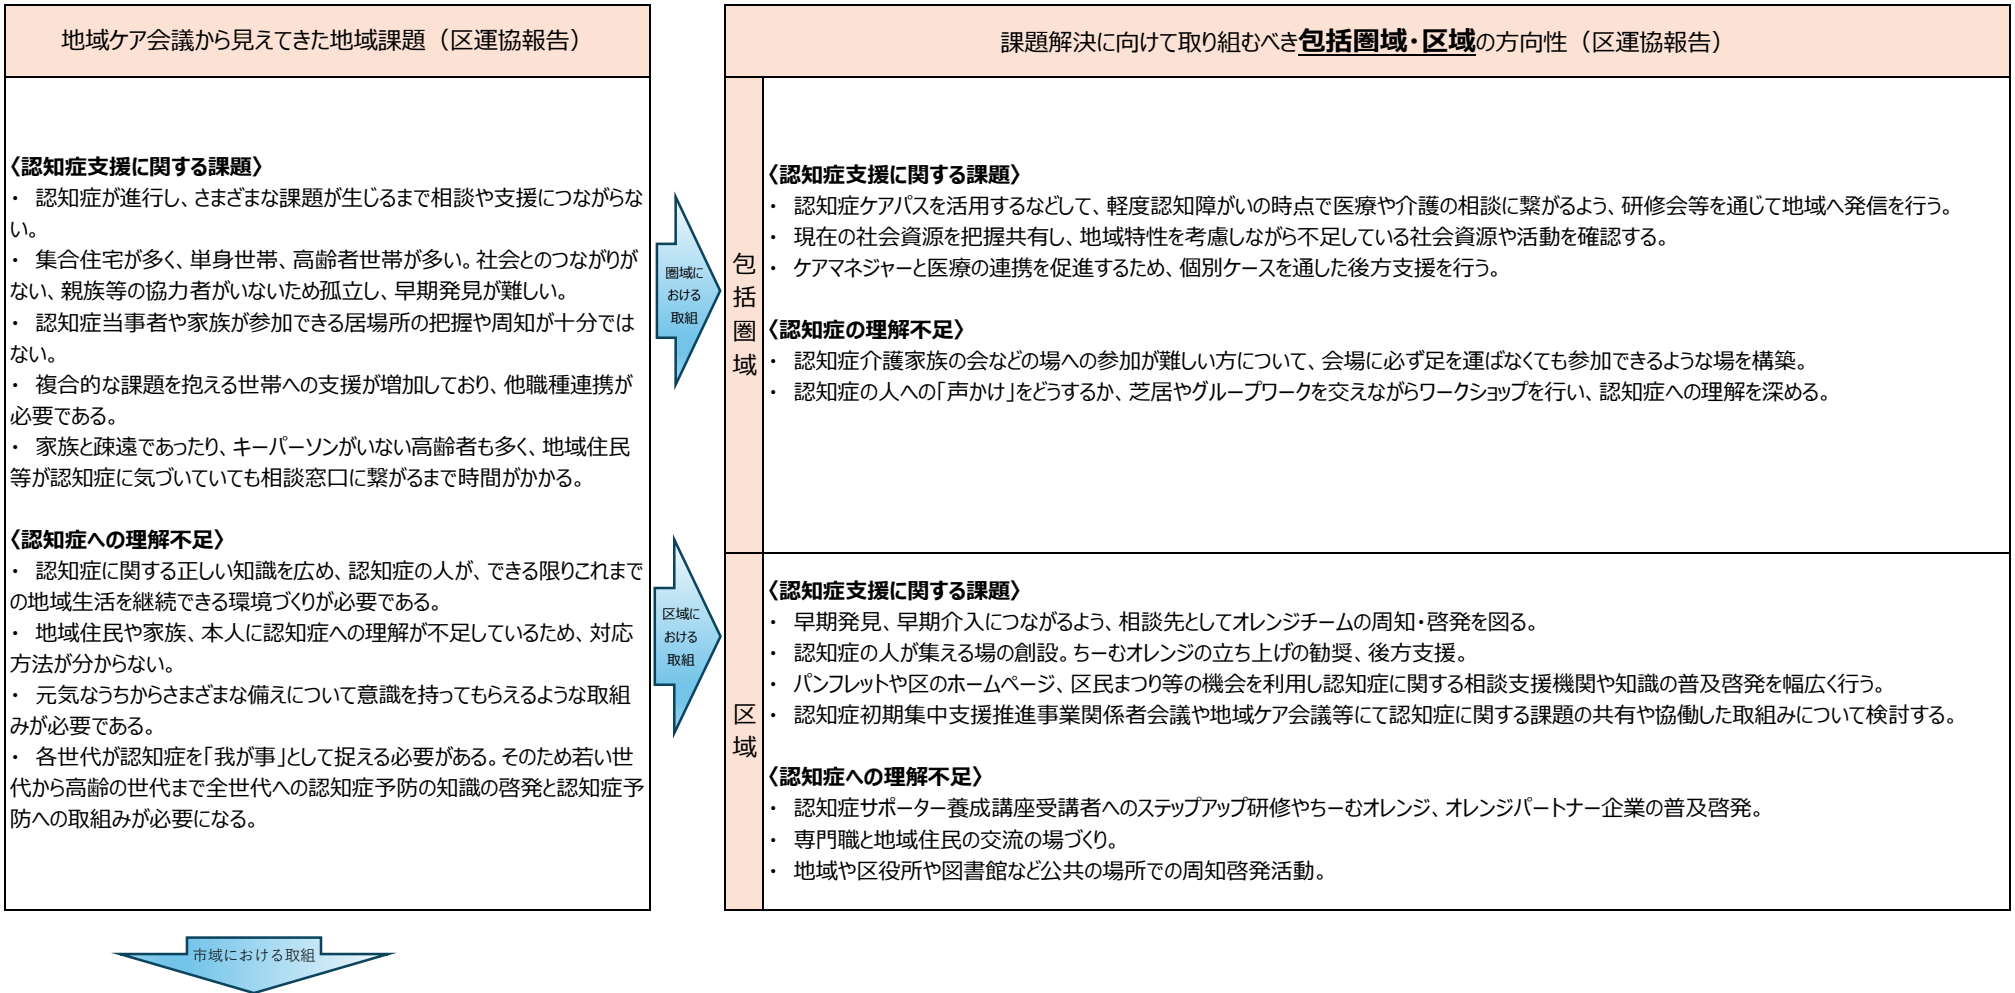 地域ケア会議から見えてきた地域課題（区運協報告）
〈認知症支援に関する課題〉
・ 認知症が進行し、さまざまな課題が生じるまで相談や支援につながらな
い。
・ 集合住宅が多く、単身世帯、高齢者世帯が多い。社会とのつながりが
ない、親族等の協力者がいないため孤立し、早期発見が難しい。
・ 認知症当事者や家族が参加できる居場所の把握や周知が十分では
ない。
・ 複合的な課題を抱える世帯への支援が増加しており、他職種連携が
必要である。
・ 家族と疎遠であったり、キーパーソンがいない高齢者も多く、地域住民
等が認知症に気づいていても相談窓口に繋がるまで時間がかかる。
〈認知症への理解不足〉
・ 認知症に関する正しい知識を広め、認知症の人が、できる限りこれまで
の地域生活を継続できる環境づくりが必要である。
・ 地域住民や家族、本人に認知症への理解が不足しているため、対応
方法が分からない。
・ 元気なうちからさまざまな備えについて意識を持ってもらえるような取組
みが必要である。
・ 各世代が認知症を「我が事」として捉える必要がある。そのため若い世
代から高齢の世代まで全世代への認知症予防の知識の啓発と認知症予
防への取組みが必要になる。
圏域に
おける
取組
区域に
おける
取組
課題解決に向けて取り組むべき包括圏域・区域の方向性（区運協報告）
包括圏域
〈認知症支援に関する課題〉
・ 認知症ケアパスを活用するなどして、軽度認知障がいの時点で医療や介護の相談に繋がるよう、研修会等を通じて地域へ発信を行う。
・ 現在の社会資源を把握共有し、地域特性を考慮しながら不足している社会資源や活動を確認する。
・ ケアマネジャーと医療の連携を促進するため、個別ケースを通した後方支援を行う。
〈認知症の理解不足〉
・ 認知症介護家族の会などの場への参加が難しい方について、会場に必ず足を運ばなくても参加できるような場を構築。
・ 認知症の人への「声かけ」をどうするか、芝居やグループワークを交えながらワークショップを行い、認知症への理解を深める。
区域
〈認知症支援に関する課題〉
・ 早期発見、早期介入につながるよう、相談先としてオレンジチームの周知・啓発を図る。
・ 認知症の人が集える場の創設。ちーむオレンジの立ち上げの勧奨、後方支援。
・ パンフレットや区のホームページ、区民まつり等の機会を利用し認知症に関する相談支援機関や知識の普及啓発を幅広く行う。
・ 認知症初期集中支援推進事業関係者会議や地域ケア会議等にて認知症に関する課題の共有や協働した取組みについて検討する。
〈認知症への理解不足〉
・ 認知症サポーター養成講座受講者へのステップアップ研修やちーむオレンジ、オレンジパートナー企業の普及啓発。
・ 専門職と地域住民の交流の場づくり。
・ 地域や区役所や図書館など公共の場所での周知啓発活動。
市域における取組